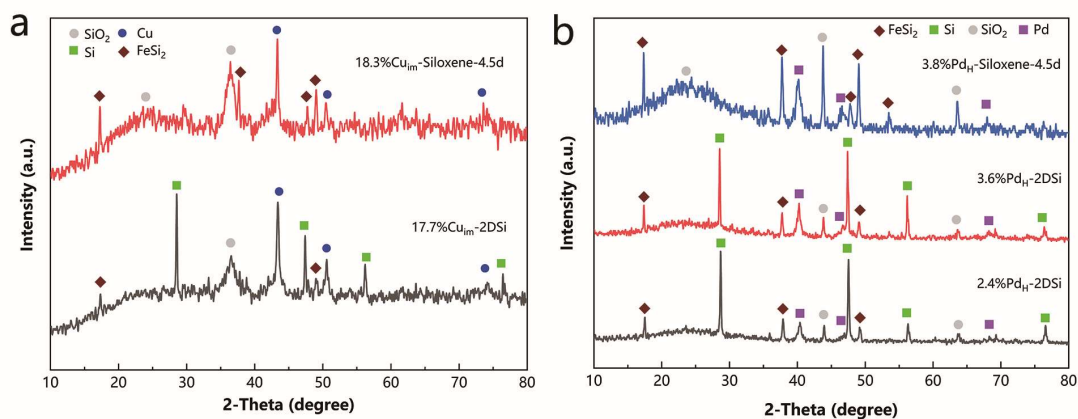 a
SiO2 Cu
Si FeSi2
18.3%Cuim-Siloxene-4.5d
17.7%Cuim-2DSi
Intensity (a.u.)
10 20 30 40 50 60 70 80
2-Theta (degree)
b
FeSi2 Si SiO2 Pd
3.8%PdH-Siloxene-4.5d
3.6%PdH-2DSi
2.4%PdH-2DSi
Intensity (a.u.)
10 20 30 40 50 60 70 80
2-Theta (degree)